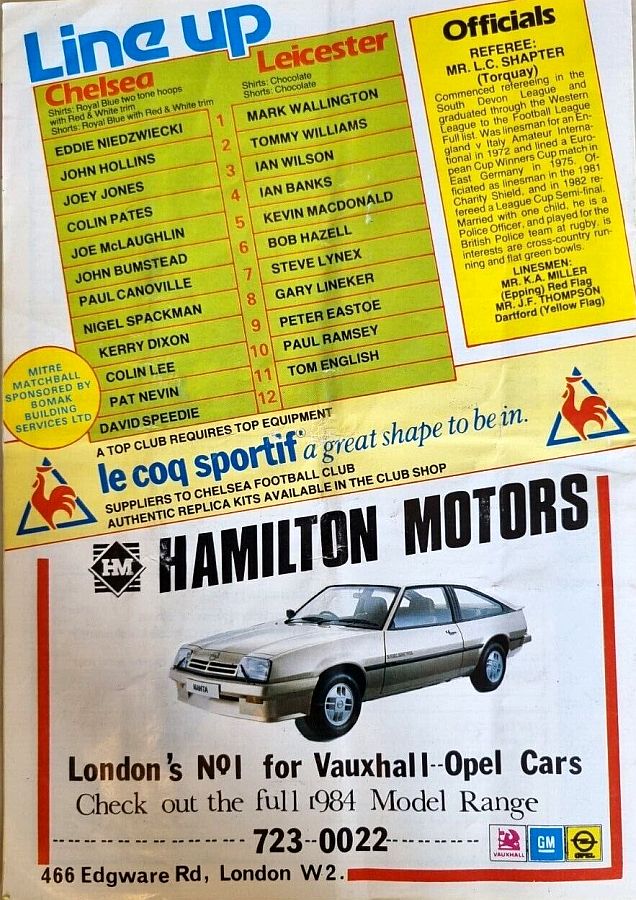 Line up
Chelsea
Shirts: Royal Blue two tone hoops
with Red & White trim
Shorts: Royal Blue with Red & White trim
Leicester
Shirts: Chocolate
Shorts: Chocolate
EDDIE NIEDZWIECKI 1 MARK WALLINGTON
JOHN HOLLINS 2 TOMMY WILLIAMS
JOEY JONES 3 IAN WILSON
COLIN PATES 4 IAN BANKS
JOE McLAUGHLIN 5 KEVIN MACDONALD
JOHN BUMSTEAD 6 BOB HAZELL
PAUL CANOVILLE 7 STEVE LYNEX
NIGEL SPACKMAN 8 GARY LINEKER
KERRY DIXON 9 PETER EASTOE
COLIN LEE 10 PAUL RAMSEY
PAT NEVIN 11 TOM ENGLISH
DAVID SPEEDIE 12
Officials
REFEREE:
MR. L.C. SHAPTER
(Torquay)
Commenced refereeing in the
South Devon League and
graduated through the Western
League to the Football League
Full list. Was linesman for an En-
gland v Italy Amateur Interna-
tional in 1972 and lined a Euro-
pean Cup Winners Cup match in
East Germany in 1975. Of-
ficiated as linesman in the 1981
Charity Shield, and in 1982 re-
fereed a League Cup Semi-final.
Married with one child, he is a
Police Officer, and played for the
British Police team at rugby. is
interests are cross-country run-
ning and flat green bowls.
LINESMEN:
MR. K.A. MILLER
(Epping) Red Flag
MR. J.F. THOMPSON
Dartford (Yellow Flag)
MITRE
MATCHBALL
SPONSORED BY
BOMAK
BUILDING
SERVICES LTD
A TOP CLUB REQUIRES TOP EQUIPMENT
le coq sportif® a great shape to be in.
SUPPLIERS TO CHELSEA FOOTBALL CLUB
AUTHENTIC REPLICA KITS AVAILABLE IN THE CLUB SHOP
HM HAMILTON MOTORS
MANTA
London's Nº1 for Vauxhall-Opel Cars
Check out the full 1984 Model Range
723-0022
VAUXHALL GM OPEL
466 Edgware Rd, London W2.